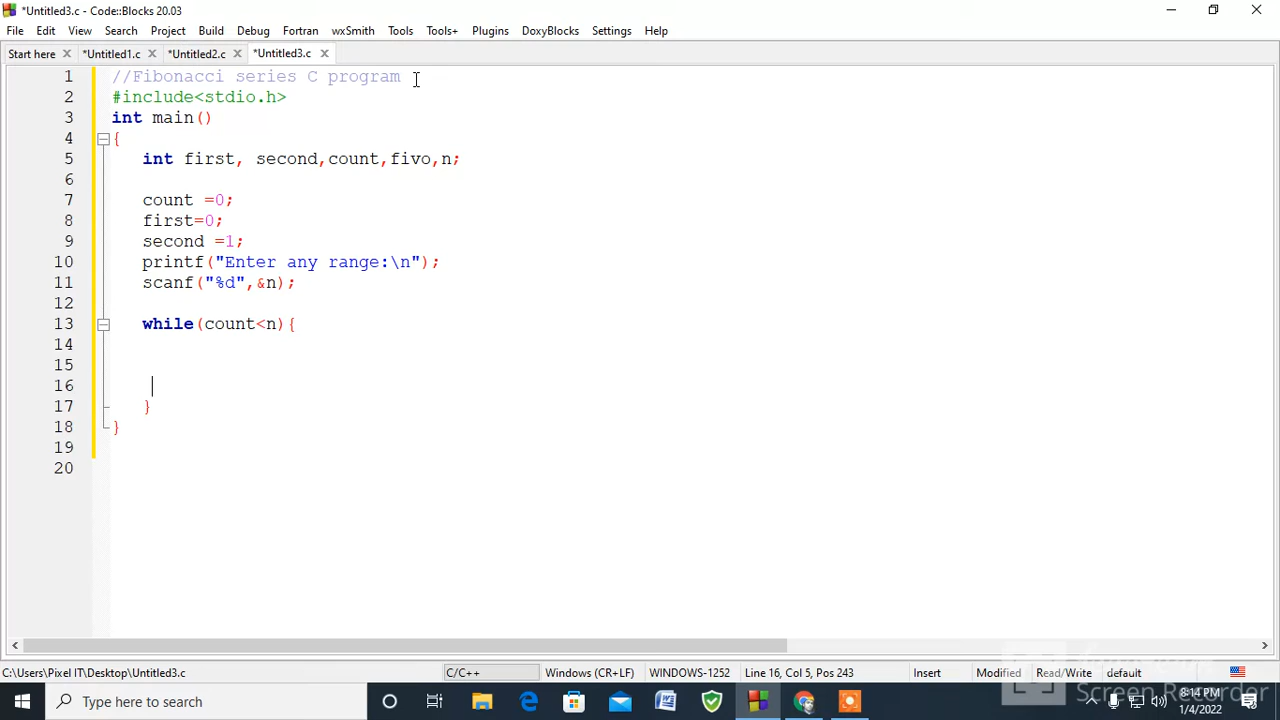 *Untitled3.c - Code::Blocks 20.03
File Edit View Search Project Build Debug Fortran wxSmith Tools Tools+ Plugins DoxyBlocks Settings Help
Start here *Untitled1.c *Untitled2.c *Untitled3.c
1 //Fibonacci series C program
2 #include<stdio.h>
3 int main()
4 {
5 int first, second,count,fivo,n;
6
7 count =0;
8 first=0;
9 second =1;
10 printf("Enter any range:\n");
11 scanf("%d",&n);
12
13 while(count<n){
14
15
16
17 }
18 }
19
20
C:\Users\Pixel IT\Desktop\Untitled3.c C/C++ Windows (CR+LF) WINDOWS-1252 Line 16, Col 5, Pos 243 Insert Modified Read/Write default
Type here to search
8:14 PM
1/4/2022
Screen Recorder